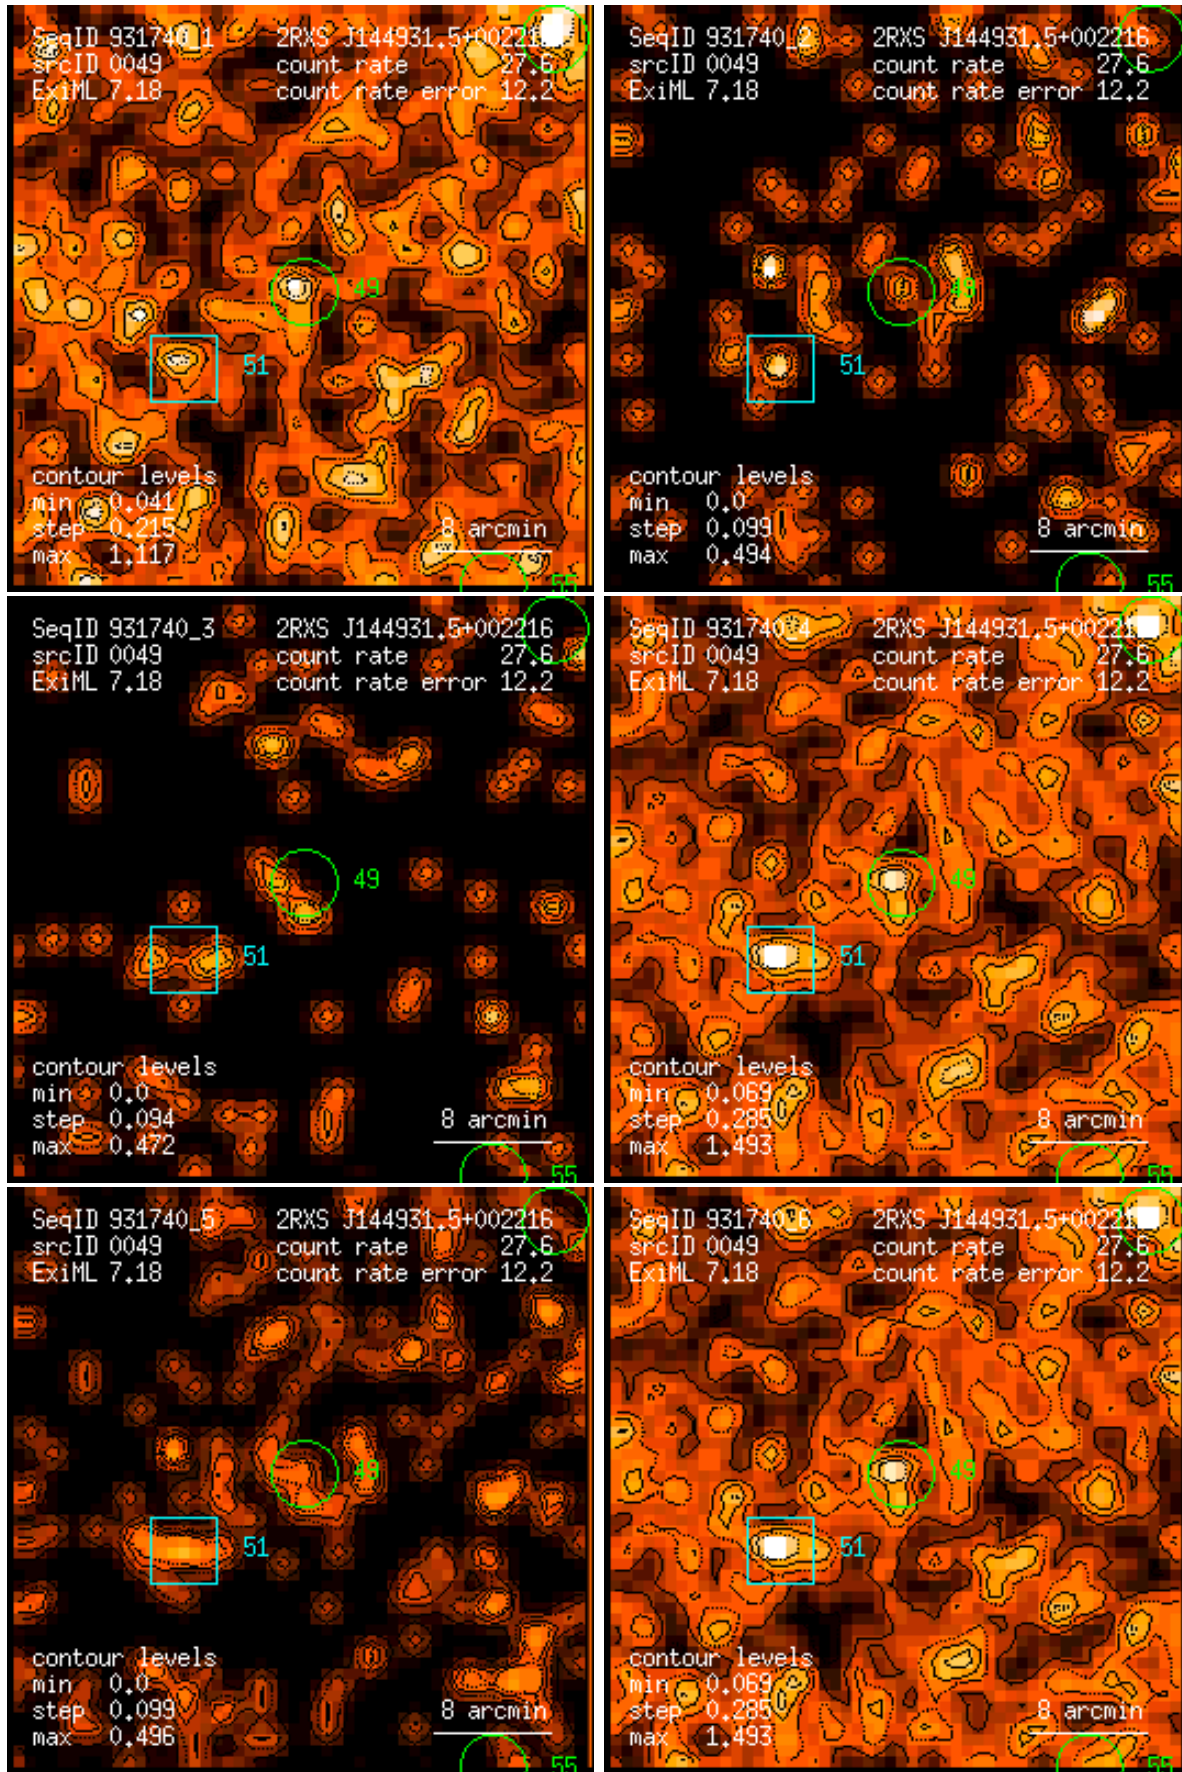 SeqID 931740_1 2RXS J144931.5+002216
srcID 0049 count rate 27.6
ExiML 7.18 count rate error 12.2
49
51
contour levels
min 0.041
step 0.215 8 arcmin
max 1.117
55
SeqID 931740_2 2RXS J144931.5+002216
srcID 0049 count rate 27.6
ExiML 7.18 count rate error 12.2
49
51
contour levels
min 0.0
step 0.099 8 arcmin
max 0.494
55
SeqID 931740_3 2RXS J144931.5+002216
srcID 0049 count rate 27.6
ExiML 7.18 count rate error 12.2
49
51
contour levels
min 0.0
step 0.094 8 arcmin
max 0.472
55
SeqID 931740_4 2RXS J144931.5+002216
srcID 0049 count rate 27.6
ExiML 7.18 count rate error 12.2
49
51
contour levels
min 0.069
step 0.285 8 arcmin
max 1.493
55
SeqID 931740_5 2RXS J144931.5+002216
srcID 0049 count rate 27.6
ExiML 7.18 count rate error 12.2
49
51
contour levels
min 0.0
step 0.099 8 arcmin
max 0.496
55
SeqID 931740_6 2RXS J144931.5+002216
srcID 0049 count rate 27.6
ExiML 7.18 count rate error 12.2
49
51
contour levels
min 0.069
step 0.285 8 arcmin
max 1.493
55